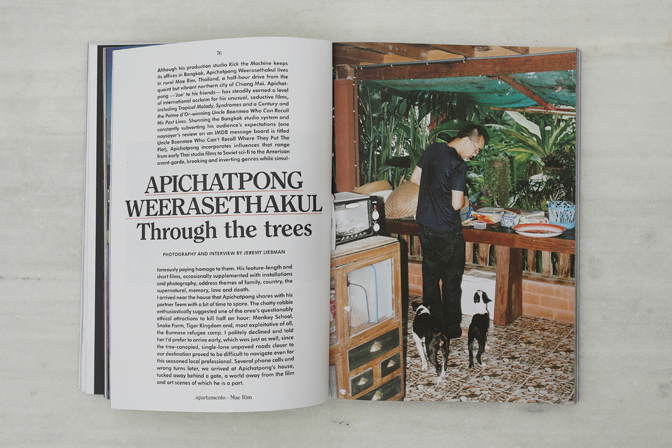 76
Although his production studio Kick the Machine keeps
its offices in Bangkok, Apichatpong Weerasethakul lives
in rural Mae Rim, Thailand, a half-hour drive from the
quaint but vibrant northern city of Chiang Mai. Apichat-
pong —'Joe' to his friends— has steadily earned a level
of international acclaim for his unusual, seductive films,
including Tropical Malady, Syndromes and a Century and
the Palme d'Or-winning Uncle Boonmee Who Can Recall
His Past Lives. Shunning the Bangkok studio system and
constantly subverting his audience's expectations (one
naysayer's review on an IMDB message board is titled
Uncle Boonmee Who Can't Recall Where They Put The
Plot), Apichatpong incorporates influences that range
from early Thai studio films to Soviet sci-fi to the American
avant-garde, breaking and inverting genres while simul-
APICHATPONG
WEERASETHAKUL
Through the trees
PHOTOGRAPHY AND INTERVIEW BY JEREMY LIEBMAN
taneously paying homage to them. His feature-length and
short films, occasionally supplemented with installations
and photography, address themes of family, country, the
supernatural, memory, love and death.
I arrived near the house that Apichatpong shares with his
partner Teem with a bit of time to spare. The chatty cabbie
enthusiastically suggested one of the area's questionably
ethical attractions to kill half an hour: Monkey School,
Snake Farm, Tiger Kingdom and, most exploitative of all,
the Burmese refugee camp. I politely declined and told
her I'd prefer to arrive early, which was just as well, since
the tree-canopied, single-lane unpaved roads closer to
our destination proved to be difficult to navigate even for
this seasoned local professional. Several phone calls and
wrong turns later, we arrived at Apichatpong's house,
tucked away behind a gate, a world away from the film
and art scenes of which he is a part.
apartamento - Mae Rim